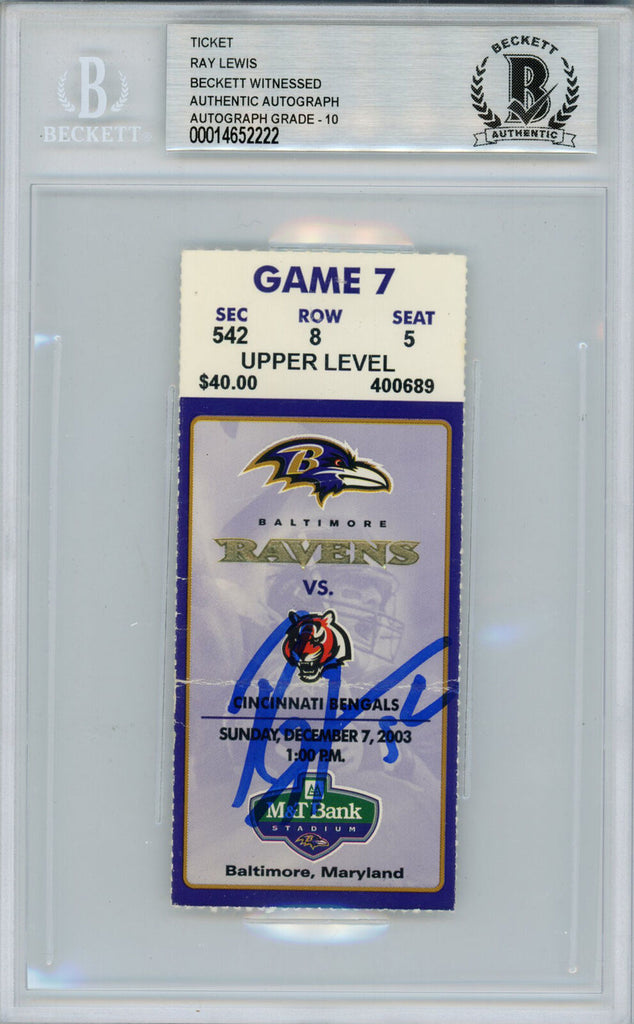 TICKET
RAY LEWIS
BECKETT WITNESSED
AUTHENTIC AUTOGRAPH
AUTOGRAPH GRADE - 10
00014652222
B
BECKETT®
BECKETT
B
AUTHENTIC
GAME 7
SEC ROW SEAT
542 8 5
UPPER LEVEL
$40.00 400689
B
BALTIMORE
RAVENS
VS.
CINCINNATI BENGALS
SUNDAY, DECEMBER 7, 2003
1:00 P.M.
M&T Bank
STADIUM
Baltimore, Maryland
52